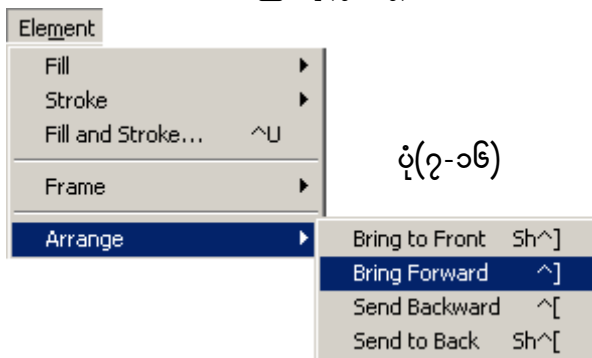 Element
Fill
Stroke
Fill and Stroke... ^U
Frame
Arrange
ပုံ(၇-၁၆)
Bring to Front Sh^]
Bring Forward ^]
Send Backward ^[
Send to Back Sh^[